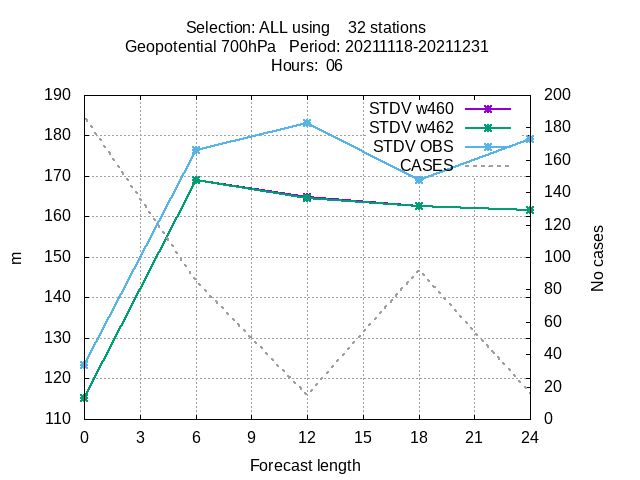 Selection: ALL using    32 stations
Geopotential 700hPa   Period: 20211118-20211231
Hours:  06
STDV w460
STDV w462
STDV OBS
CASES
190
180
170
160
150
140
130
120
110
m
200
180
160
140
120
100
80
60
40
20
0
No cases
0 3 6 9 12 15 18 21 24
Forecast length